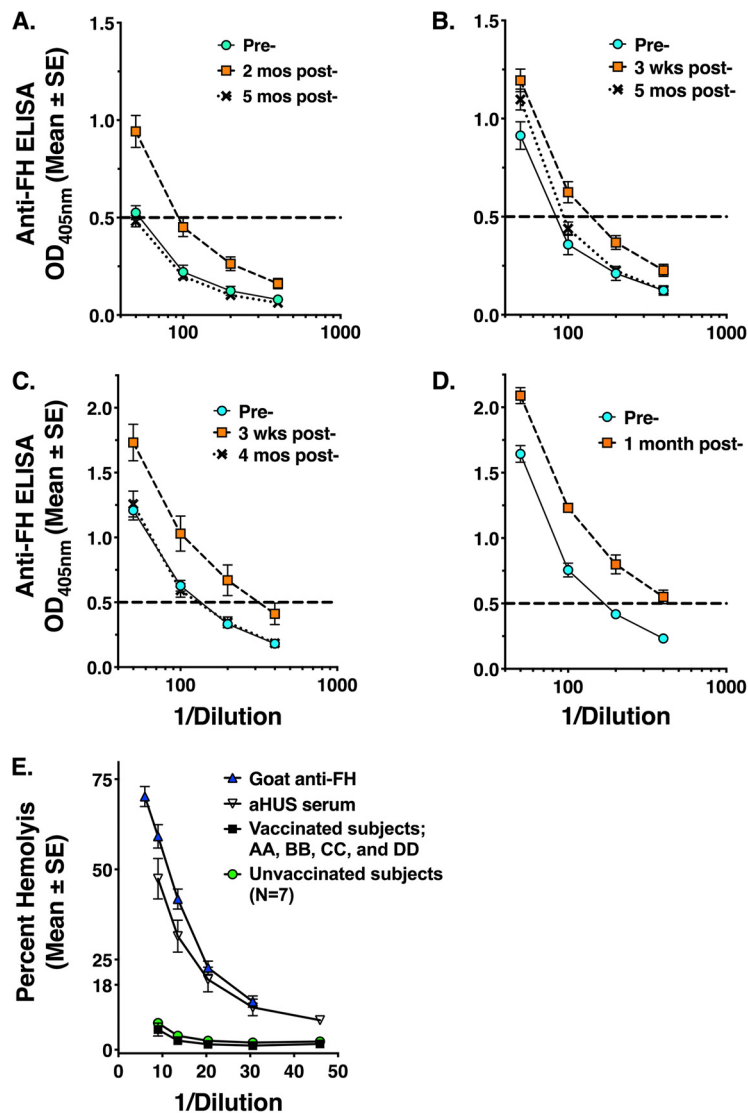 A.
1.5
1.0
0.5
0.0
100
1000
Anti-FH ELISA
OD405nm (Mean ± SE)
Pre-
2 mos post-
5 mos post-
B.
1.5
1.0
0.5
0.0
100
1000
Pre-
3 wks post-
5 mos post-
C.
2.0
1.5
1.0
0.5
0.0
100
1000
Anti-FH ELISA
OD405nm (Mean ± SE)
1/Dilution
Pre-
3 wks post-
4 mos post-
D.
2.0
1.5
1.0
0.5
0.0
100
1000
1/Dilution
Pre-
1 month post-
E.
75
50
25
18
0
0 10 20 30 40 50
Percent Hemolyis
(Mean ± SE)
1/Dilution
Goat anti-FH
aHUS serum
Vaccinated subjects;
AA, BB, CC, and DD
Unvaccinated subjects
(N=7)